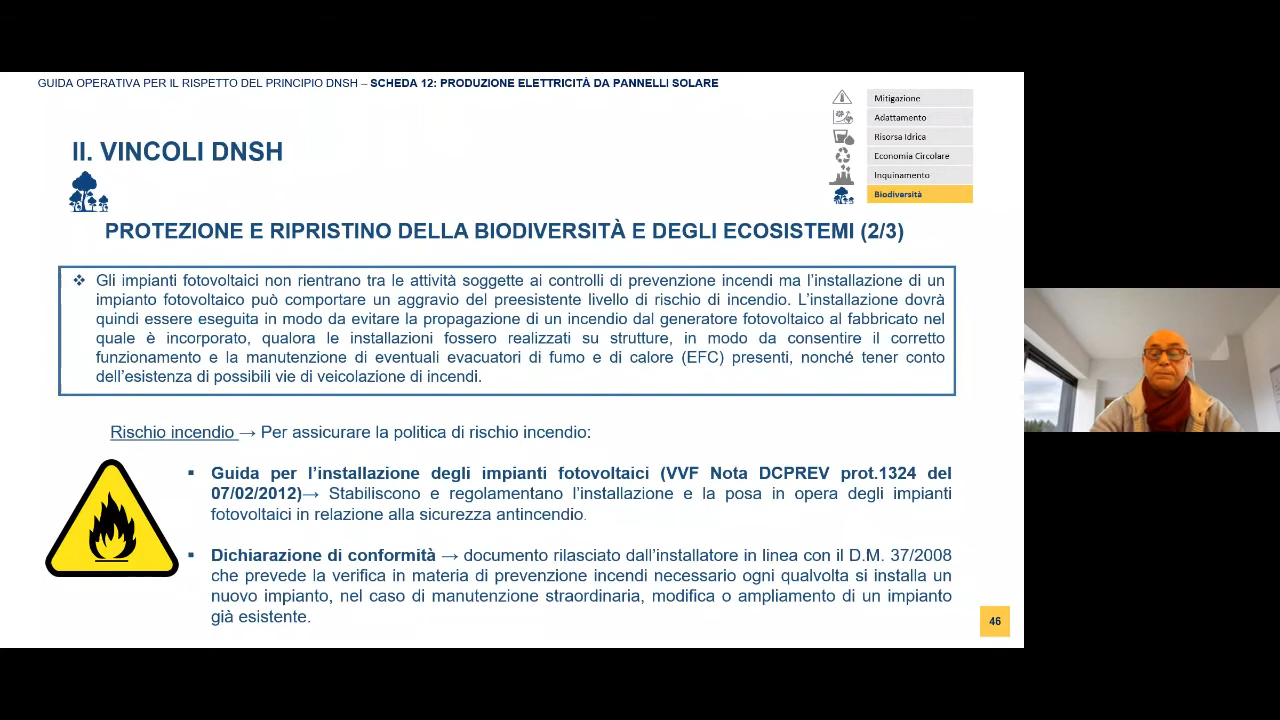 GUIDA OPERATIVA PER IL RISPETTO DEL PRINCIPIO DNSH – SCHEDA 12: PRODUZIONE ELETTRICITÀ DA PANNELLI SOLARE
Mitigazione
Adattamento
Risorsa Idrica
Economia Circolare
Inquinamento
Biodiversità
II. VINCOLI DNSH
PROTEZIONE E RIPRISTINO DELLA BIODIVERSITÀ E DEGLI ECOSISTEMI (2/3)
❖ Gli impianti fotovoltaici non rientrano tra le attività soggette ai controlli di prevenzione incendi ma l’installazione di un
impianto fotovoltaico può comportare un aggravio del preesistente livello di rischio di incendio. L’installazione dovrà
quindi essere eseguita in modo da evitare la propagazione di un incendio dal generatore fotovoltaico al fabbricato nel
quale è incorporato, qualora le installazioni fossero realizzati su strutture, in modo da consentire il corretto
funzionamento e la manutenzione di eventuali evacuatori di fumo e di calore (EFC) presenti, nonché tener conto
dell’esistenza di possibili vie di veicolazione di incendi.
Rischio incendio → Per assicurare la politica di rischio incendio:
▪ Guida per l’installazione degli impianti fotovoltaici (VVF Nota DCPREV prot.1324 del
07/02/2012)→ Stabiliscono e regolamentano l’installazione e la posa in opera degli impianti
fotovoltaici in relazione alla sicurezza antincendio.
▪ Dichiarazione di conformità → documento rilasciato dall’installatore in linea con il D.M. 37/2008
che prevede la verifica in materia di prevenzione incendi necessario ogni qualvolta si installa un
nuovo impianto, nel caso di manutenzione straordinaria, modifica o ampliamento di un impianto
già esistente.
46